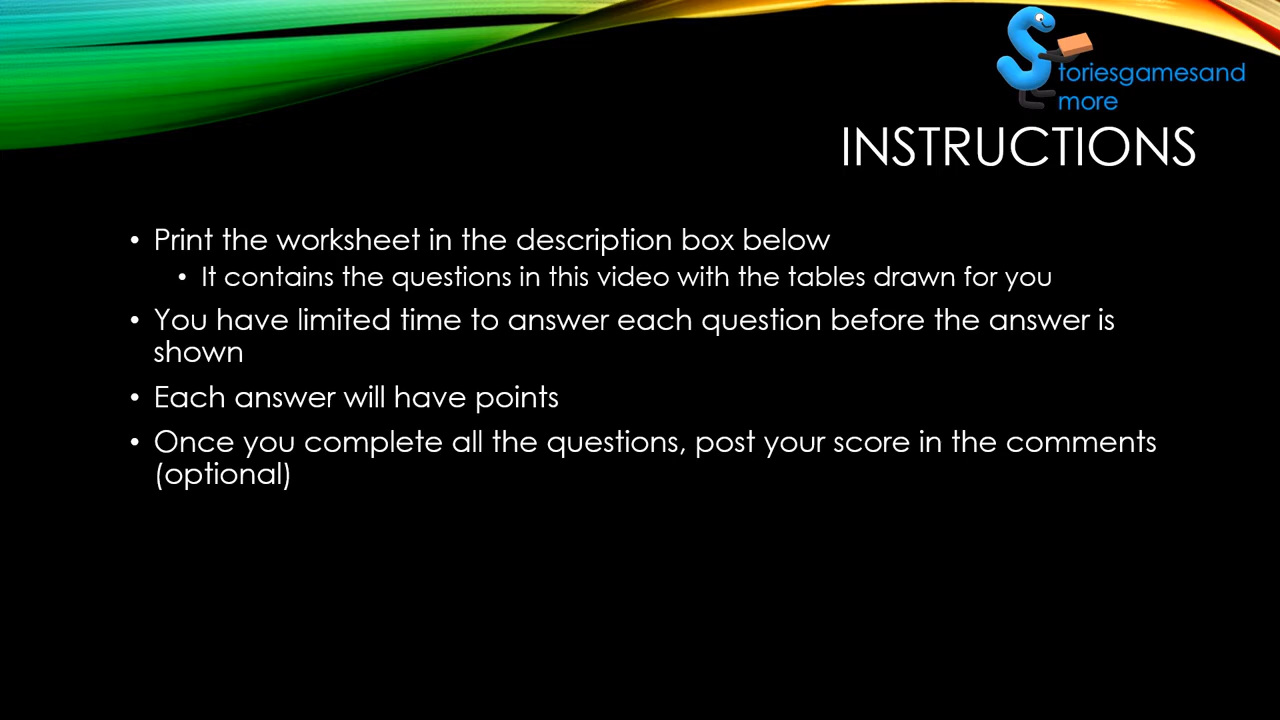 Storiesgamesand
more
INSTRUCTIONS
• Print the worksheet in the description box below
• It contains the questions in this video with the tables drawn for you
• You have limited time to answer each question before the answer is
shown
• Each answer will have points
• Once you complete all the questions, post your score in the comments
(optional)